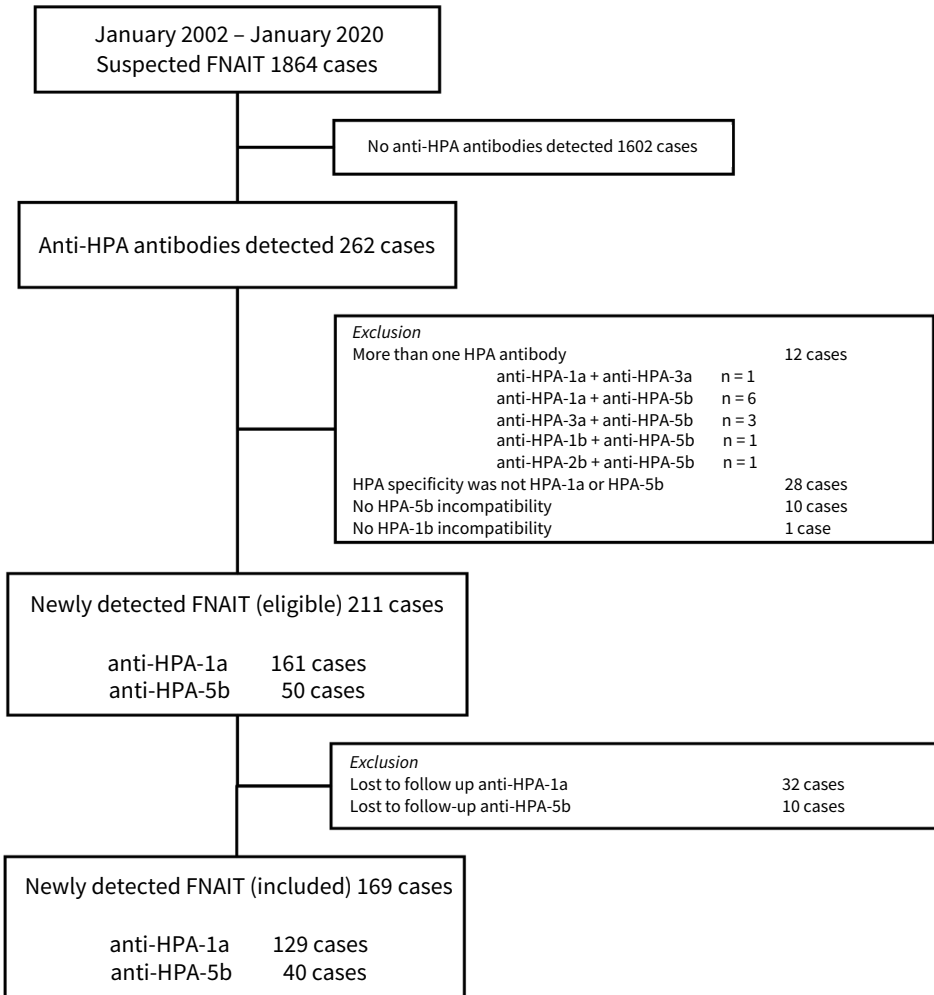 January 2002 – January 2020
Suspected FNAIT 1864 cases
No anti-HPA antibodies detected 1602 cases
Anti-HPA antibodies detected 262 cases
Exclusion
More than one HPA antibody 12 cases
anti-HPA-1a + anti-HPA-3a n = 1
anti-HPA-1a + anti-HPA-5b n = 6
anti-HPA-3a + anti-HPA-5b n = 3
anti-HPA-1b + anti-HPA-5b n = 1
anti-HPA-2b + anti-HPA-5b n = 1
HPA specificity was not HPA-1a or HPA-5b 28 cases
No HPA-5b incompatibility 10 cases
No HPA-1b incompatibility 1 case
Newly detected FNAIT (eligible) 211 cases
anti-HPA-1a 161 cases
anti-HPA-5b 50 cases
Exclusion
Lost to follow up anti-HPA-1a 32 cases
Lost to follow-up anti-HPA-5b 10 cases
Newly detected FNAIT (included) 169 cases
anti-HPA-1a 129 cases
anti-HPA-5b 40 cases